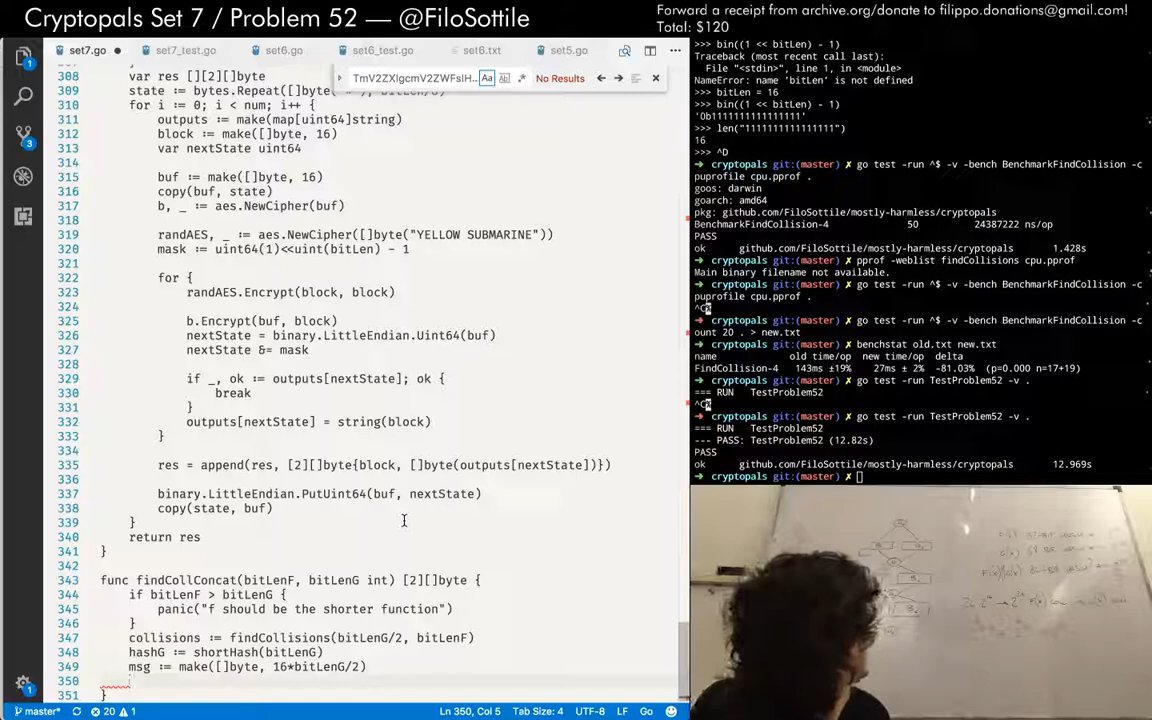 Cryptopals Set 7 / Problem 52 — @FiloSottile
Forward a receipt from archive.org/donate to filippo.donations@gmail.com!
Total: $120
set7.go
set7_test.go
set6.go
set6_test.go
set6.txt
set5.go
TmV2ZXIgcmV2ZWFsIH...
No Results
308 var res [][2][]byte
309 state := bytes.Repeat([]byte(
310 for i := 0; i < num; i++ {
311 outputs := make(map[uint64]string)
312 block := make([]byte, 16)
313 var nextState uint64
314
315 buf := make([]byte, 16)
316 copy(buf, state)
317 b, _ := aes.NewCipher(buf)
318
319 randAES, _ := aes.NewCipher([]byte("YELLOW SUBMARINE"))
320 mask := uint64(1)<<uint(bitLen) - 1
321
322 for {
323 randAES.Encrypt(block, block)
324
325 b.Encrypt(buf, block)
326 nextState = binary.LittleEndian.Uint64(buf)
327 nextState &= mask
328
329 if _, ok := outputs[nextState]; ok {
330 break
331 }
332 outputs[nextState] = string(block)
333 }
334
335 res = append(res, [2][]byte{block, []byte(outputs[nextState])})
336
337 binary.LittleEndian.PutUint64(buf, nextState)
338 copy(state, buf)
339 }
340 return res
341 }
342
343 func findCollConcat(bitLenF, bitLenG int) [2][]byte {
344 if bitLenF > bitLenG {
345 panic("f should be the shorter function")
346 }
347 collisions := findCollisions(bitLenG/2, bitLenF)
348 hashG := shortHash(bitLenG)
349 msg := make([]byte, 16*bitLenG/2)
350
351 }
master* 20 1 Ln 350, Col 5 Tab Size: 4 UTF-8 LF Go
>>> bin((1 << bitLen) - 1)
Traceback (most recent call last):
File "<stdin>", line 1, in <module>
NameError: name 'bitLen' is not defined
>>> bitLen = 16
>>> bin((1 << bitLen) - 1)
'0b1111111111111111'
>>> len("1111111111111111")
16
>>> ^D
➜ cryptopals git:(master) ✗ go test -run ^$ -v -bench BenchmarkFindCollision -c
puprofile cpu.pprof .
goos: darwin
goarch: amd64
pkg: github.com/FiloSottile/mostly-harmless/cryptopals
BenchmarkFindCollision-4 50 24387222 ns/op
PASS
ok github.com/FiloSottile/mostly-harmless/cryptopals 1.428s
➜ cryptopals git:(master) ✗ pprof -weblist findCollisions cpu.pprof
Main binary filename not available.
➜ cryptopals git:(master) ✗ go test -run ^$ -v -bench BenchmarkFindCollision -c
puprofile cpu.pprof .
^C%
➜ cryptopals git:(master) ✗ go test -run ^$ -v -bench BenchmarkFindCollision -c
ount 20 . > new.txt
➜ cryptopals git:(master) ✗ benchstat old.txt new.txt
name old time/op new time/op delta
FindCollision-4 143ms ±19% 27ms ± 2% -81.03% (p=0.000 n=17+19)
➜ cryptopals git:(master) ✗ go test -run TestProblem52 -v .
=== RUN TestProblem52
^C%
➜ cryptopals git:(master) ✗ go test -run TestProblem52 -v .
=== RUN TestProblem52
--- PASS: TestProblem52 (12.82s)
PASS
ok github.com/FiloSottile/mostly-harmless/cryptopals 12.969s
➜ cryptopals git:(master) ✗